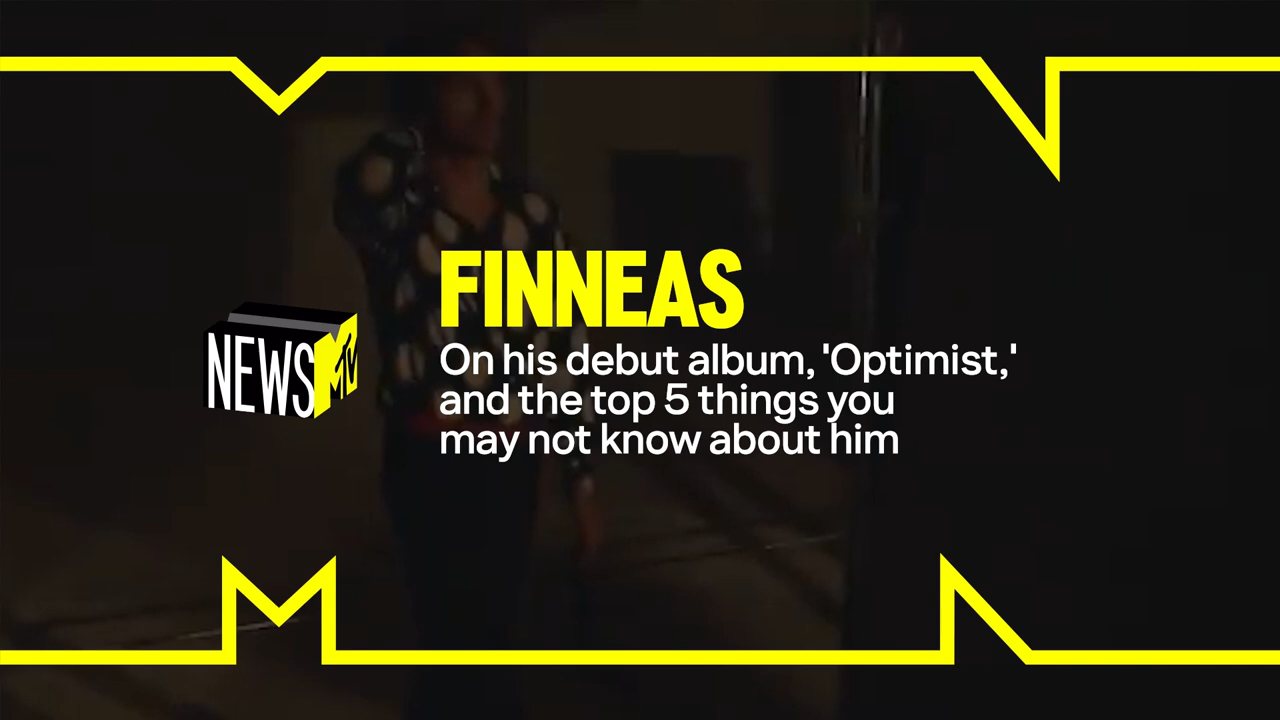 NEWS
MTV
FINNEAS
On his debut album, 'Optimist,'
and the top 5 things you
may not know about him